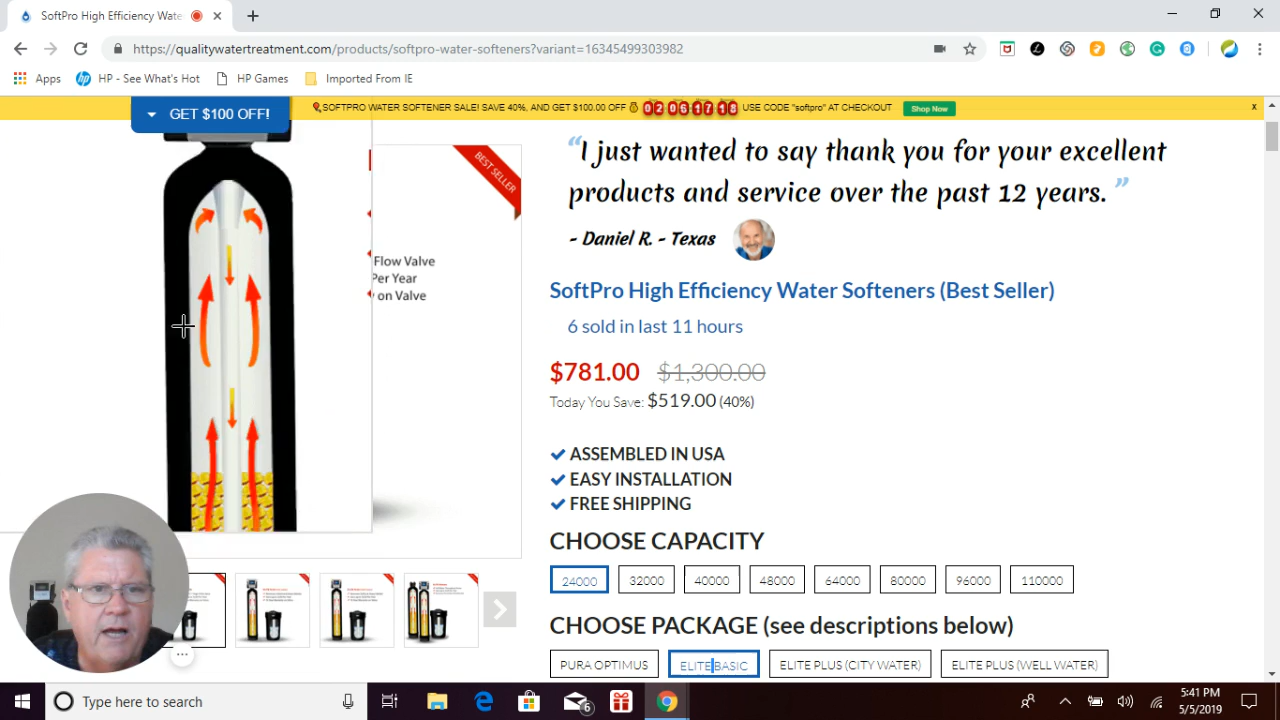 SoftPro High Efficiency Wate
https://qualitywatertreatment.com/products/softpro-water-softeners?variant=16345499303982
Apps HP - See What's Hot HP Games Imported From IE
GET $100 OFF!
SOFTPRO WATER SOFTENER SALE! SAVE 40%, AND GET $100.00 OFF 02 06 17 18 USE CODE "softpro" AT CHECKOUT Shop Now x
BEST SELLER
Flow Valve
Per Year
on Valve
“I just wanted to say thank you for your excellent
products and service over the past 12 years.”
- Daniel R. - Texas
SoftPro High Efficiency Water Softeners (Best Seller)
6 sold in last 11 hours
$781.00 $1,300.00
Today You Save: $519.00 (40%)
ASSEMBLED IN USA
EASY INSTALLATION
FREE SHIPPING
CHOOSE CAPACITY
24000 32000 40000 48000 64000 80000 96000 110000
CHOOSE PACKAGE (see descriptions below)
PURA OPTIMUS ELITE BASIC ELITE PLUS (CITY WATER) ELITE PLUS (WELL WATER)
Type here to search
6
5:41 PM
5/5/2019